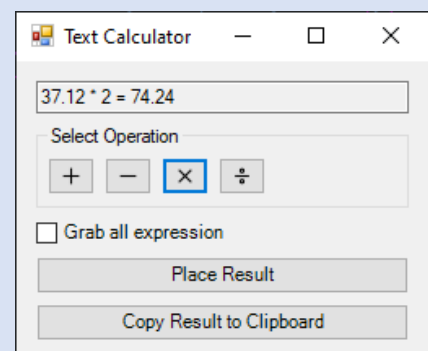 Text Calculator
37.12 * 2 = 74.24
Select Operation
+ − × ÷
Grab all expression
Place Result
Copy Result to Clipboard